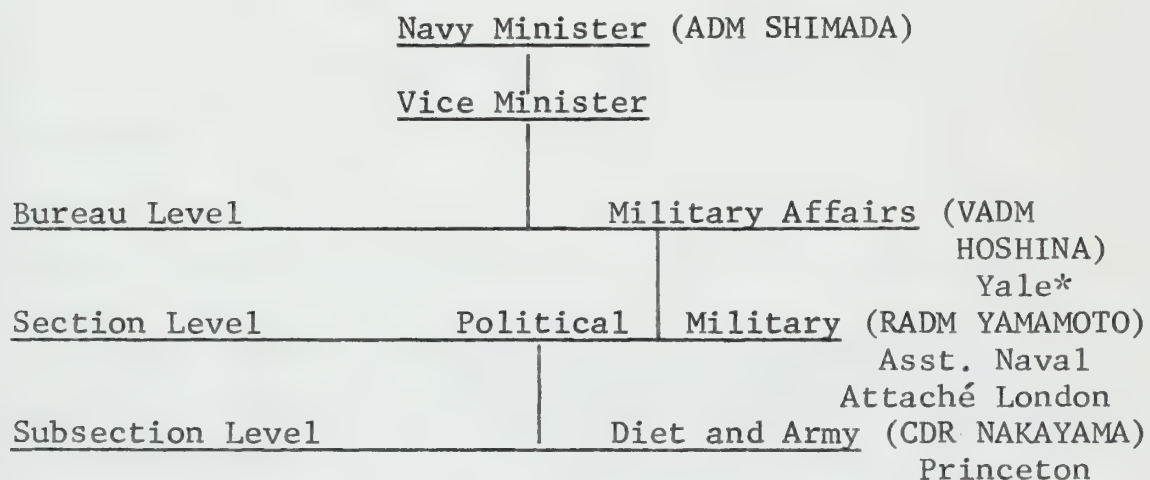 Navy Minister (ADM SHIMADA)
Vice Minister
Bureau Level Military Affairs (VADM
HOSHINA)
Yale*
Section Level Political Military (RADM YAMAMOTO)
Asst. Naval
Attaché London
Subsection Level Diet and Army (CDR NAKAYAMA)
Princeton